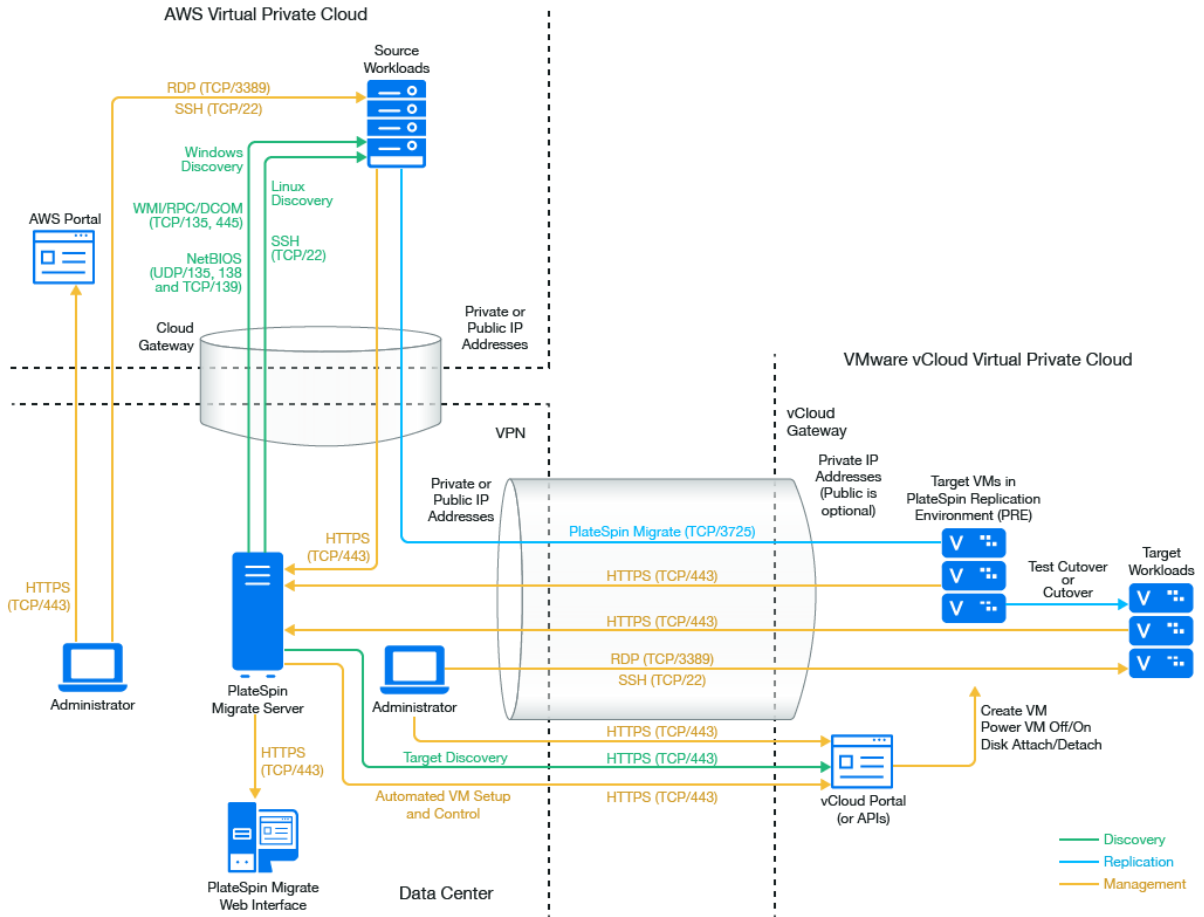 AWS Virtual Private Cloud
Source
Workloads
RDP (TCP/3389)
SSH (TCP/22)
Windows
Discovery
Linux
Discovery
WMI/RPC/DCOM
(TCP/135, 445)
AWS Portal
SSH
(TCP/22)
NetBIOS
(UDP/135, 138
and TCP/139)
Cloud
Gateway
Private or
Public IP
Addresses
VMware vCloud Virtual Private Cloud
VPN
vCloud
Gateway
Private or
Public IP
Addresses
Private IP
Addresses
(Public is
optional)
Target VMs in
PlateSpin Replication
Environment (PRE)
PlateSpin Migrate (TCP/3725)
HTTPS
(TCP/443)
HTTPS (TCP/443)
Test Cutover
or
Cutover
Target
Workloads
HTTPS
(TCP/443)
HTTPS (TCP/443)
RDP (TCP/3389)
SSH (TCP/22)
Administrator
PlateSpin
Migrate Server
Administrator
Create VM
Power VM Off/On
Disk Attach/Detach
HTTPS (TCP/443)
HTTPS
(TCP/443)
Target Discovery
HTTPS (TCP/443)
Automated VM Setup
and Control
HTTPS (TCP/443)
vCloud Portal
(or APIs)
PlateSpin Migrate
Web Interface
Data Center
Discovery
Replication
Management